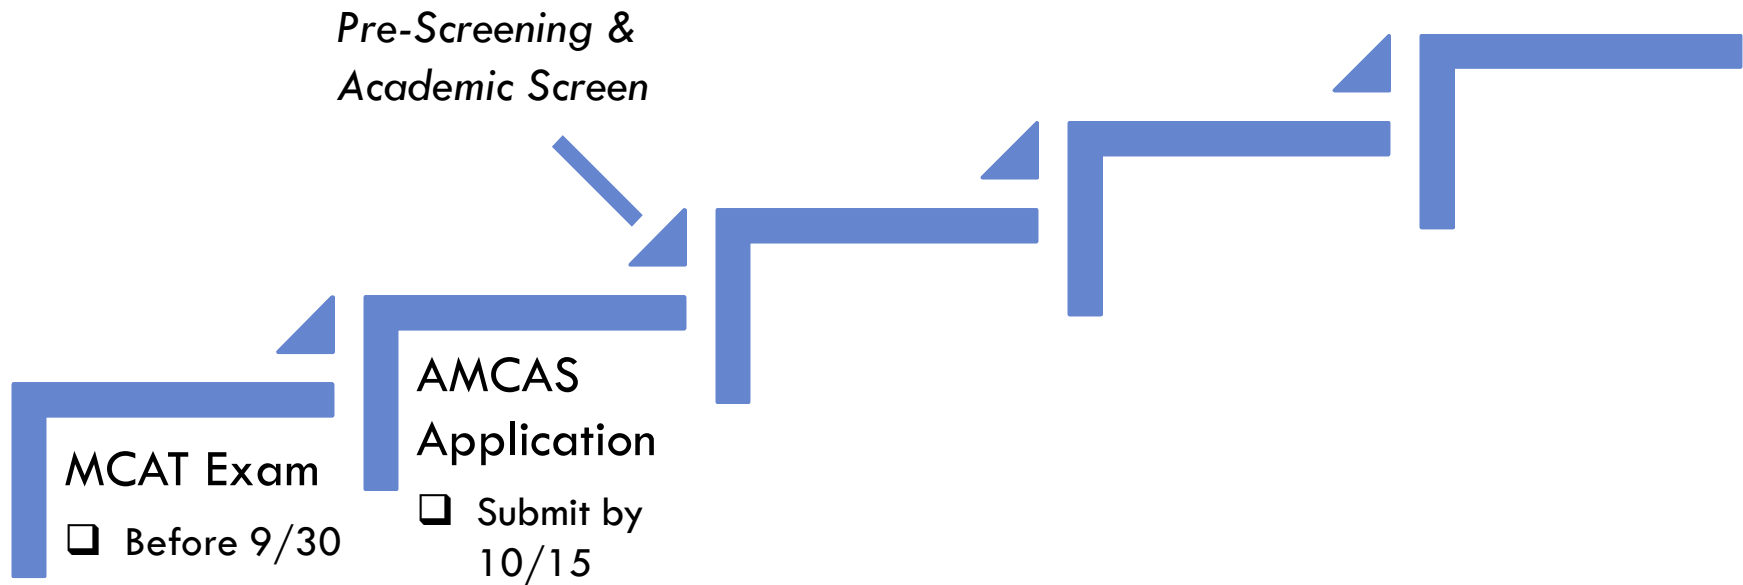 Pre-Screening &
Academic Screen
MCAT Exam
❑ Before 9/30
AMCAS
Application
❑ Submit by
10/15